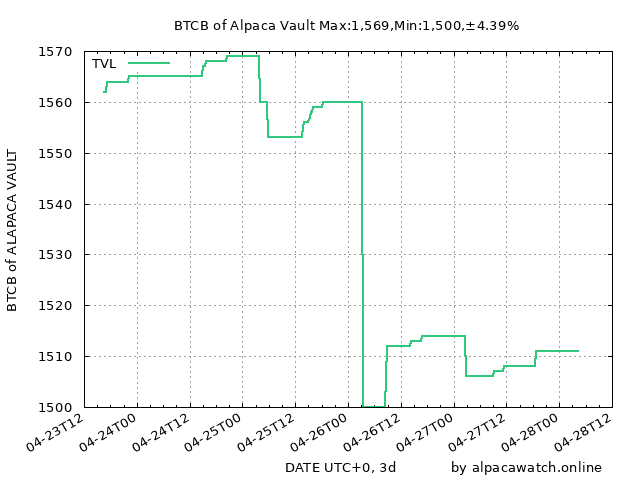 BTCB of Alpaca Vault Max:1,569,Min:1,500,±4.39%
TVL
1570
1560
1550
1540
1530
1520
1510
1500
BTCB of ALAPACA VAULT
04-23T12
04-24T00
04-24T12
04-25T00
04-25T12
04-26T00
04-26T12
04-27T00
04-27T12
04-28T00
04-28T12
DATE UTC+0, 3d
by alpacawatch.online